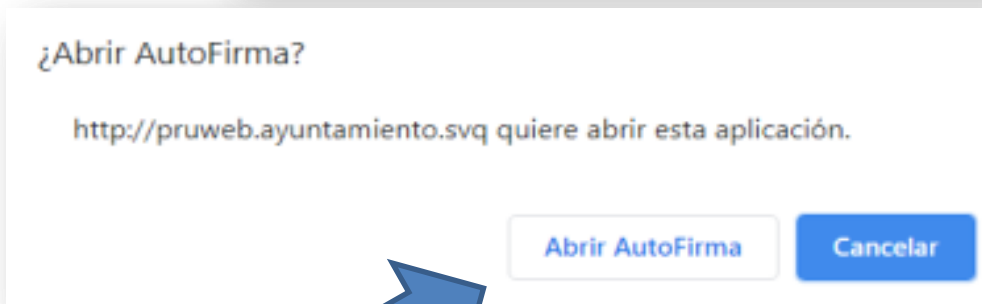 ¿Abrir AutoFirma?
http://pruweb.ayuntamiento.svq quiere abrir esta aplicación.
Abrir AutoFirma Cancelar